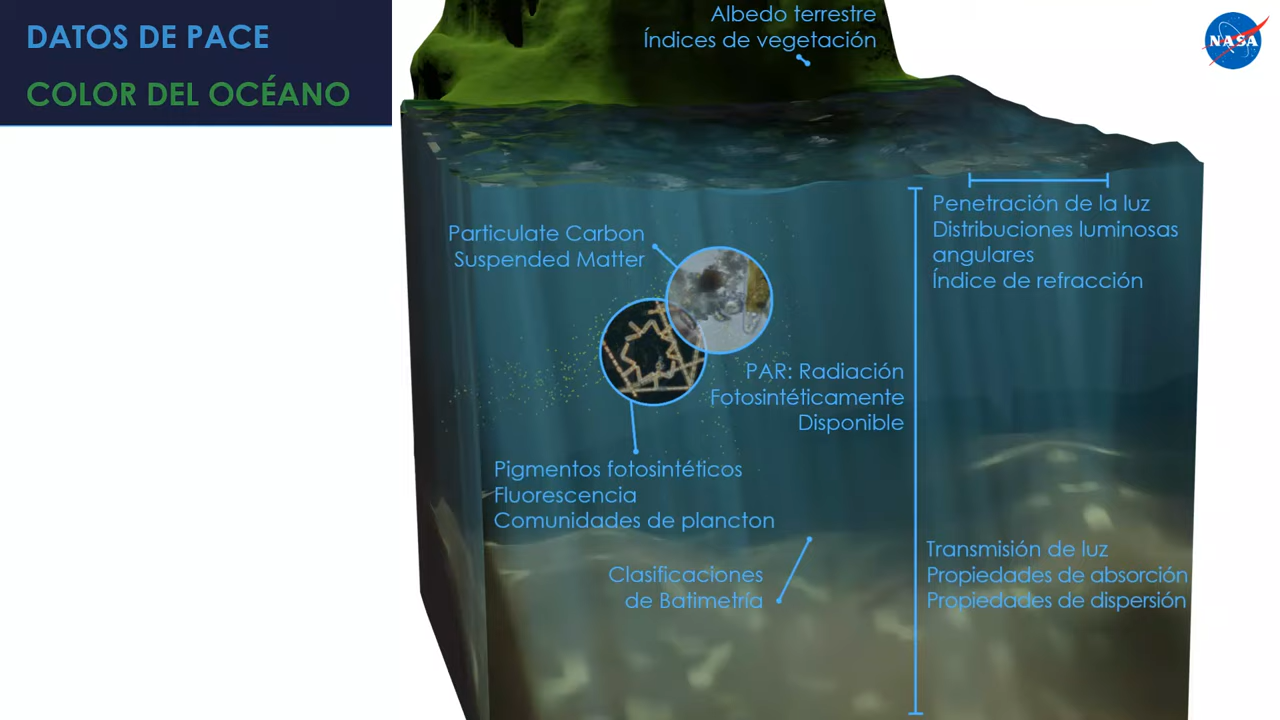 DATOS DE PACE
COLOR DEL OCÉANO
Albedo terrestre
Índices de vegetación
NASA
Particulate Carbon
Suspended Matter
Penetración de la luz
Distribuciones luminosas
angulares
Índice de refracción
PAR: Radiación
Fotosintéticamente
Disponible
Pigmentos fotosintéticos
Fluorescencia
Comunidades de plancton
Clasificaciones
de Batimetría
Transmisión de luz
Propiedades de absorción
Propiedades de dispersión